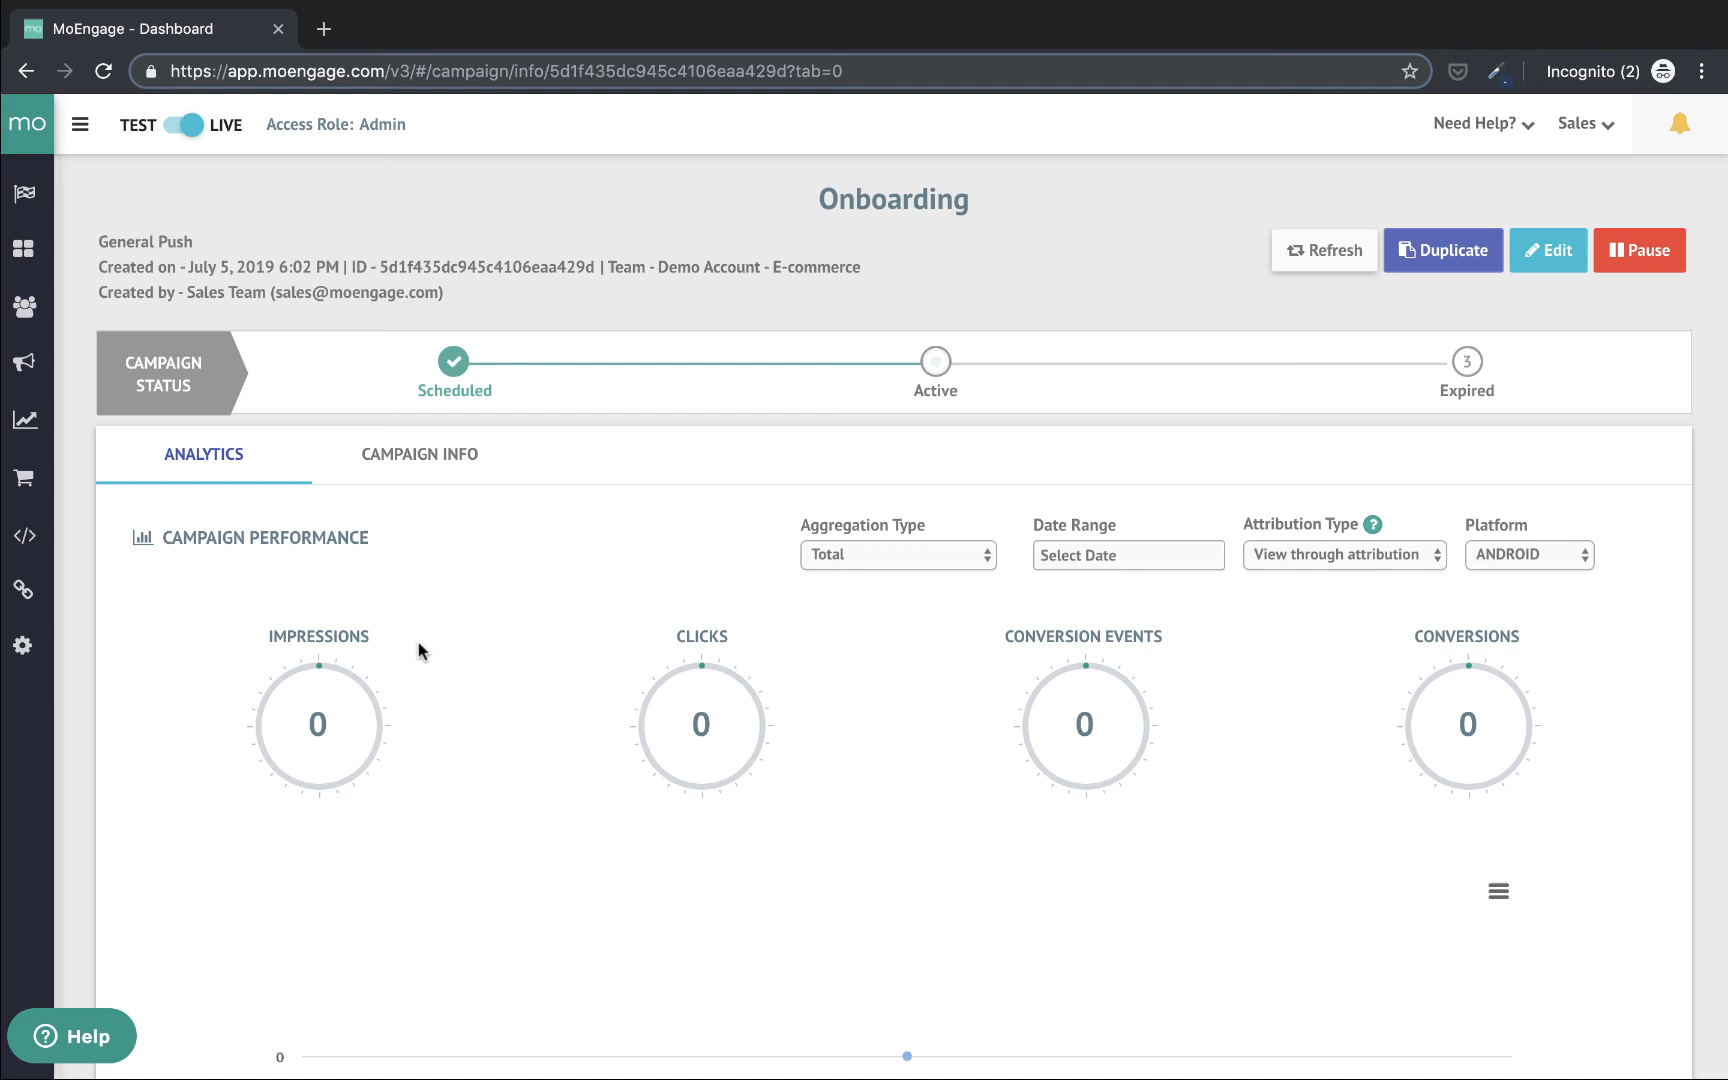 MoEngage - Dashboard
https://app.moengage.com/v3/#/campaign/info/5d1f435dc945c4106eaa429d?tab=0
Incognito (2)
mo
TEST LIVE Access Role: Admin
Need Help? Sales
Onboarding
General Push
Created on - July 5, 2019 6:02 PM | ID - 5d1f435dc945c4106eaa429d | Team - Demo Account - E-commerce
Created by - Sales Team (sales@moengage.com)
Refresh Duplicate Edit Pause
CAMPAIGN
STATUS
Scheduled
Active
3
Expired
ANALYTICS CAMPAIGN INFO
CAMPAIGN PERFORMANCE
Aggregation Type Date Range Attribution Type ? Platform
Total Select Date View through attribution ANDROID
IMPRESSIONS CLICKS CONVERSION EVENTS CONVERSIONS
0 0 0 0
? Help
0